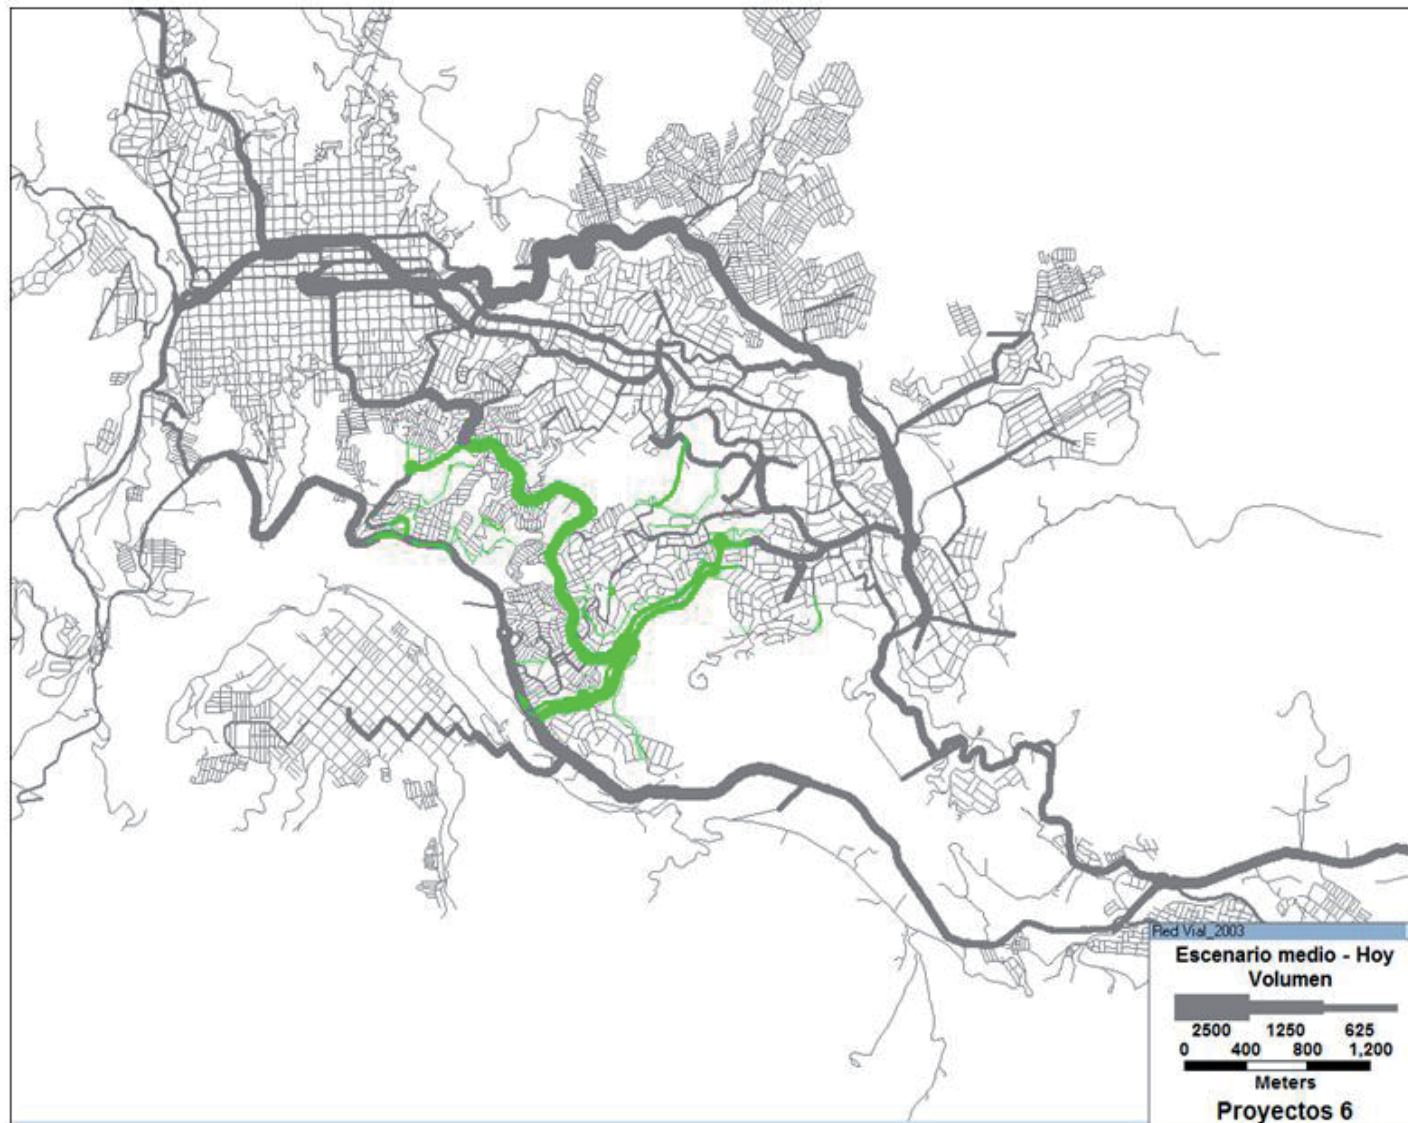 Red Vial_2003
Escenario medio - Hoy
Volumen
2500 1250 625
0 400 800 1,200
Meters
Proyectos 6